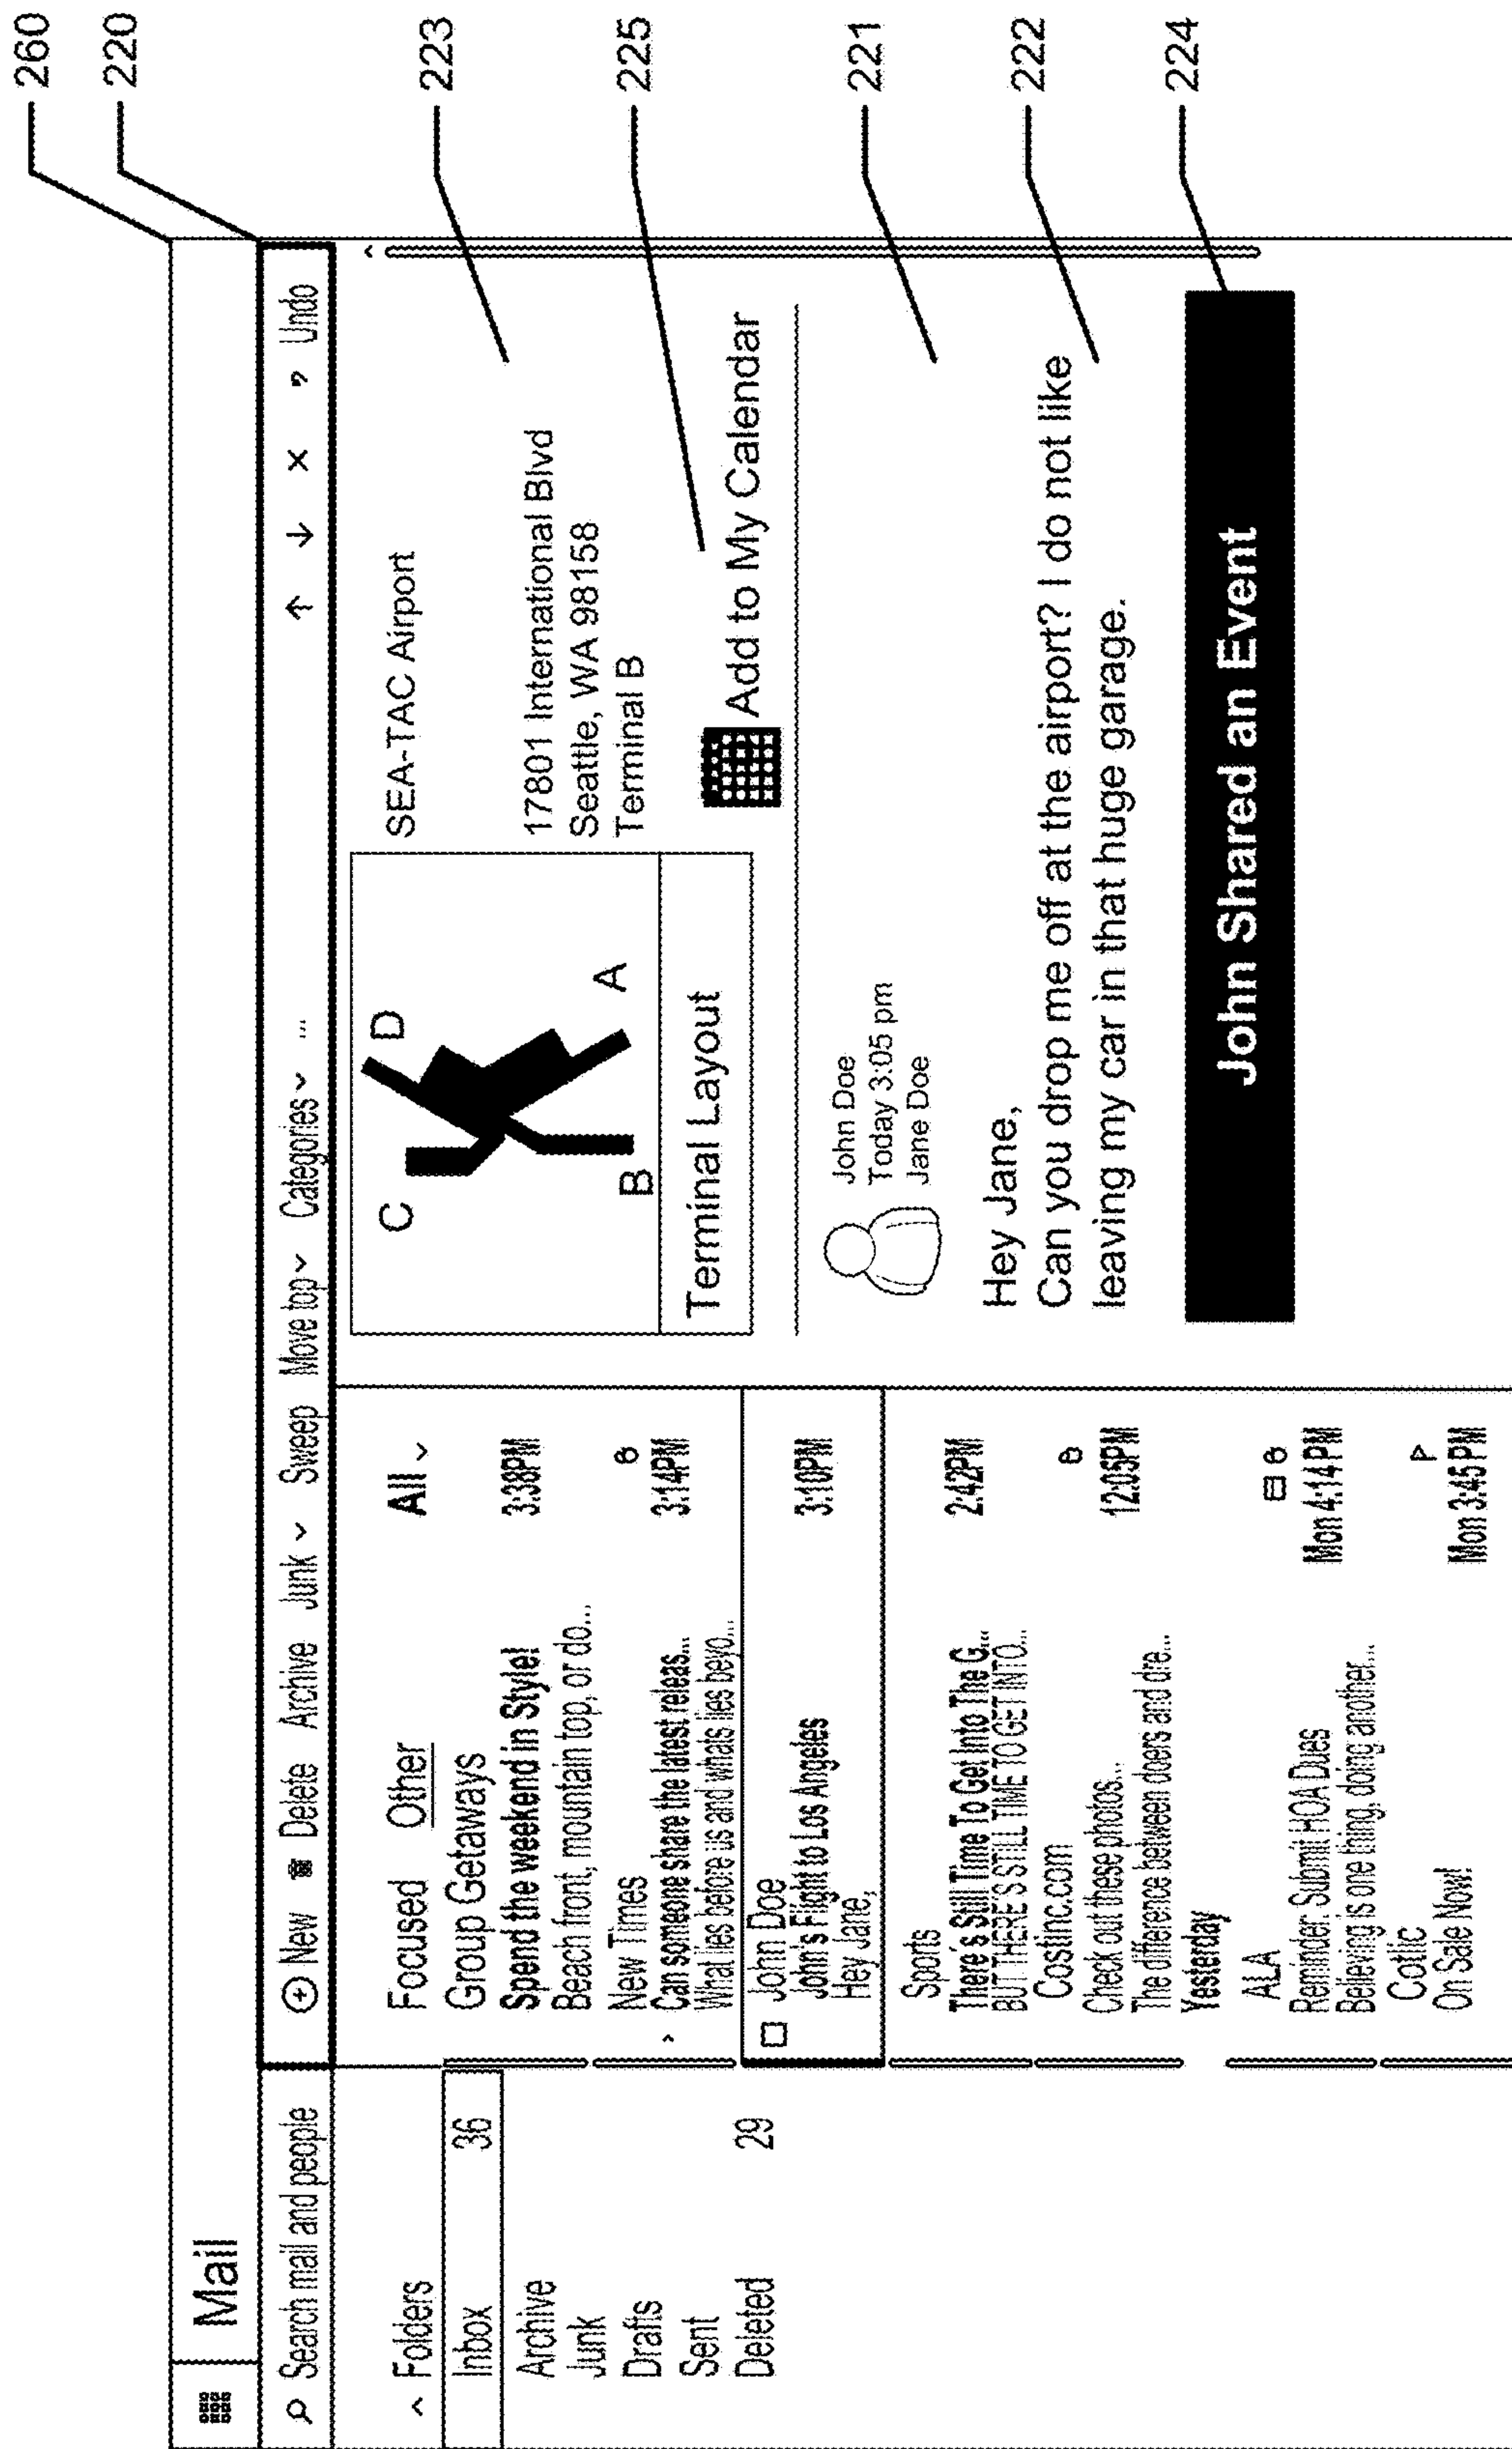 Mail
Search mail and people
New Delete Archive Junk Sweep Move top Categories ... Undo
Folders
Inbox 36
Archive
Junk
Drafts
Sent
Deleted 29
Focused Other All
Group Getaways
Spend the weekend in Style! 3:38PM
Beach front, mountain top, or do...
New Times
Can someone share the latest releas... 3:14PM
What lies before us and whats lies beyo...
John Doe
John's Flight to Los Angeles 3:10PM
Hey Jane,
Sports
There's Still Time To Get Into The G... 2:42PM
BUT THERE'S STILL TIME TO GET INTO...
Costinc.com
Check out these photos... 12:05PM
The difference between doers and dre...
Yesterday
ALA
Reminder: Submit HOA Dues Mon 4:14PM
Believing is one thing, doing another...
Cotlic
On Sale Now! Mon 3:45PM
C D
B A
Terminal Layout
SEA-TAC Airport
17801 International Blvd
Seattle, WA 98158
Terminal B
Add to My Calendar
John Doe
Today 3:05 pm
Jane Doe
Hey Jane,
Can you drop me off at the airport? I do not like
leaving my car in that huge garage.
John Shared an Event
260
220
223
225
221
222
224